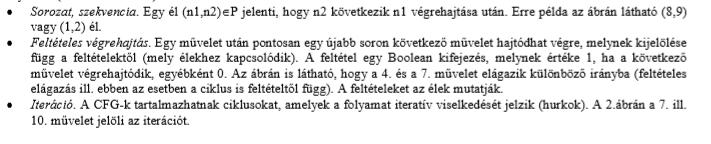 • Sorozat, szekvencia. Egy él (n1,n2)∈P jelenti, hogy n2 következik n1 végrehajtása után. Erre példa az ábrán látható (8,9)
vagy (1,2) él.
• Feltételes végrehajtás. Egy művelet után pontosan egy újabb soron következő művelet hajtódhat végre, melynek kijelölése
függ a feltételektől (mely élekhez kapcsolódik). A feltétel egy Boolean kifejezés, melynek értéke 1, ha a következő
művelet végrehajtódik, egyébként 0. Az ábrán is látható, hogy a 4. és a 7. művelet elágazik különböző irányba (feltételes
elágazás ill. ebben az esetben a ciklus is feltételtől függ). A feltételeket az élek mutatják.
• Iteráció. A CFG-k tartalmazhatnak ciklusokat, amelyek a folyamat iteratív viselkedését jelzik (hurkok). A 2.ábrán a 7. ill.
10. művelet jelöli az iterációt.